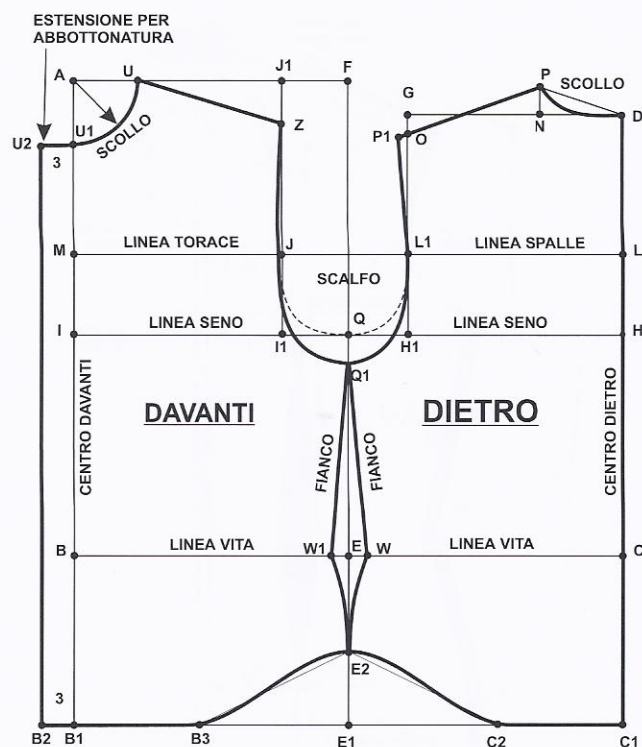 ESTENSIONE PER
ABBOTTONATURA
A
U
J1
F
P
SCOLLO
G
N
D
U2
3
U1
SCOLLO
Z
P1
O
M
LINEA TORACE
J
L1
LINEA SPALLE
L
SCALFO
I
LINEA SENO
I1
Q
H1
LINEA SENO
H
Q1
CENTRO DAVANTI
DAVANTI
FIANCO
FIANCO
DIETRO
CENTRO DIETRO
B
LINEA VITA
W1
E
W
LINEA VITA
C
E2
3
B2
B1
B3
E1
C2
C1